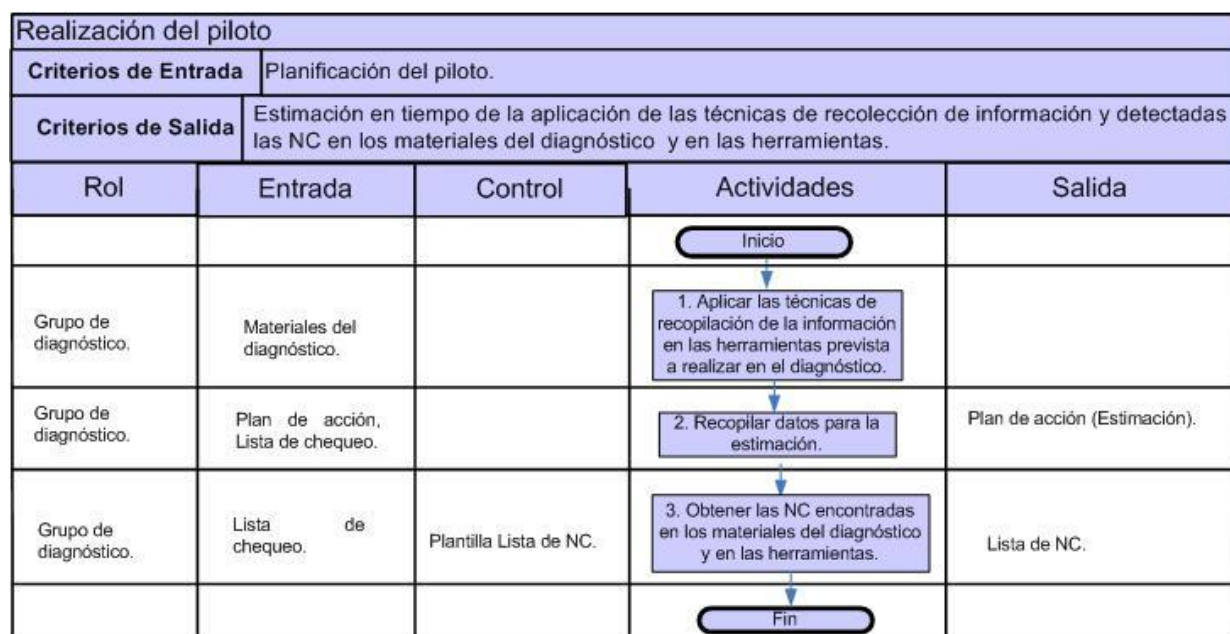 Realización del piloto
Criterios de Entrada Planificación del piloto.
Criterios de Salida Estimación en tiempo de la aplicación de las técnicas de recolección de información y detectadas
las NC en los materiales del diagnóstico y en las herramientas.
Rol Entrada Control Actividades Salida
Inicio
Grupo de
diagnóstico.
Materiales del
diagnóstico.
1. Aplicar las técnicas de
recopilación de la información
en las herramientas prevista
a realizar en el diagnóstico.
Grupo de
diagnóstico.
Plan de acción,
Lista de chequeo.
2. Recopilar datos para la
estimación.
Plan de acción (Estimación).
Grupo de
diagnóstico.
Lista de
chequeo.
Plantilla Lista de NC.
3. Obtener las NC encontradas
en los materiales del diagnóstico
y en las herramientas.
Lista de NC.
Fin